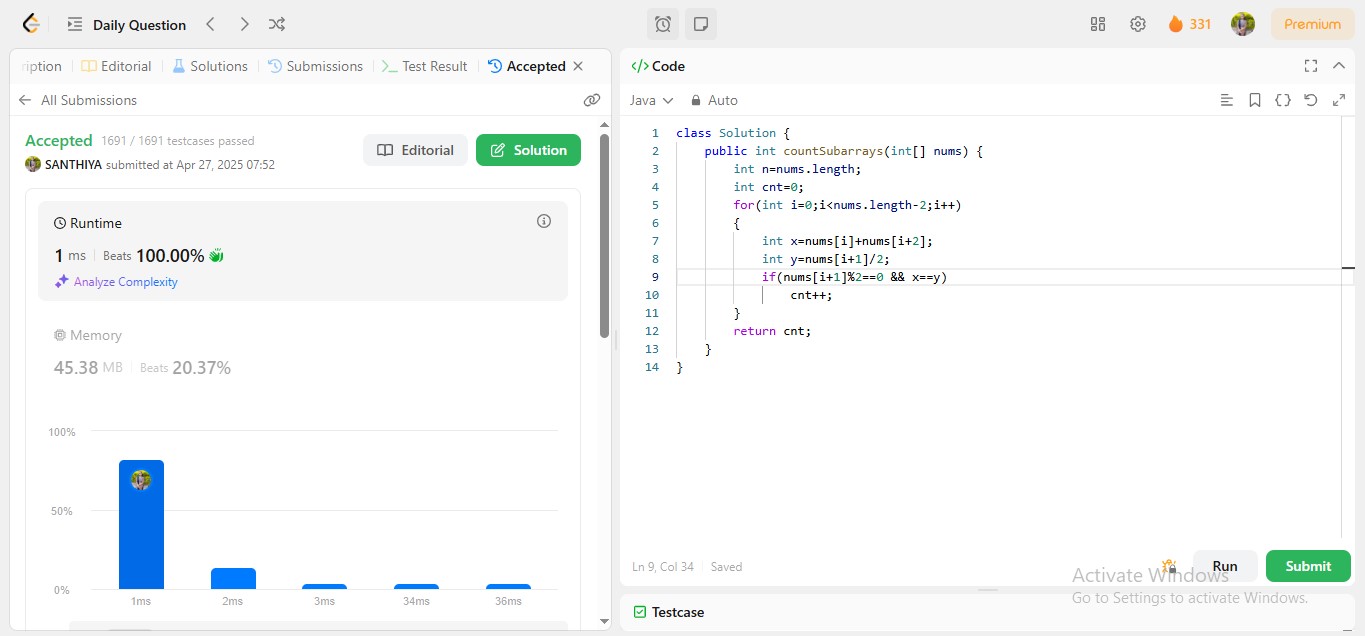 Daily Question
331
Premium
ription
Editorial
Solutions
Submissions
Test Result
Accepted
All Submissions
Accepted 1691 / 1691 testcases passed
SANTHIYA submitted at Apr 27, 2025 07:52
Editorial
Solution
Runtime
1 ms Beats 100.00%
Analyze Complexity
Memory
45.38 MB Beats 20.37%
100%
50%
0%
1ms 2ms 3ms 34ms 36ms
</> Code
Java
Auto
1 class Solution {
2 public int countSubarrays(int[] nums) {
3 int n=nums.length;
4 int cnt=0;
5 for(int i=0;i<nums.length-2;i++)
6 {
7 int x=nums[i]+nums[i+2];
8 int y=nums[i+1]/2;
9 if(nums[i+1]%2==0 && x==y)
10 cnt++;
11 }
12 return cnt;
13 }
14 }
Ln 9, Col 34 Saved
Run
Submit
Activate Windows
Go to Settings to activate Windows.
Testcase